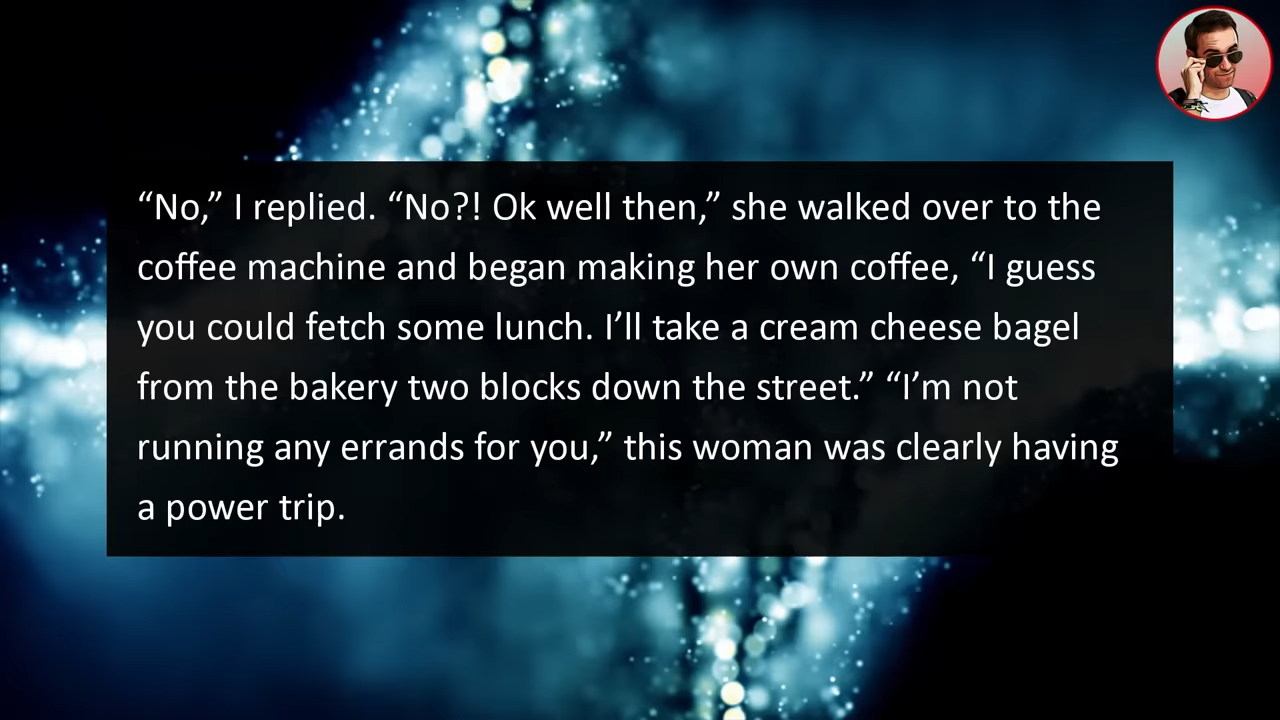 “No,” I replied. “No?! Ok well then,” she walked over to the
coffee machine and began making her own coffee, “I guess
you could fetch some lunch. I’ll take a cream cheese bagel
from the bakery two blocks down the street.” “I’m not
running any errands for you,” this woman was clearly having
a power trip.